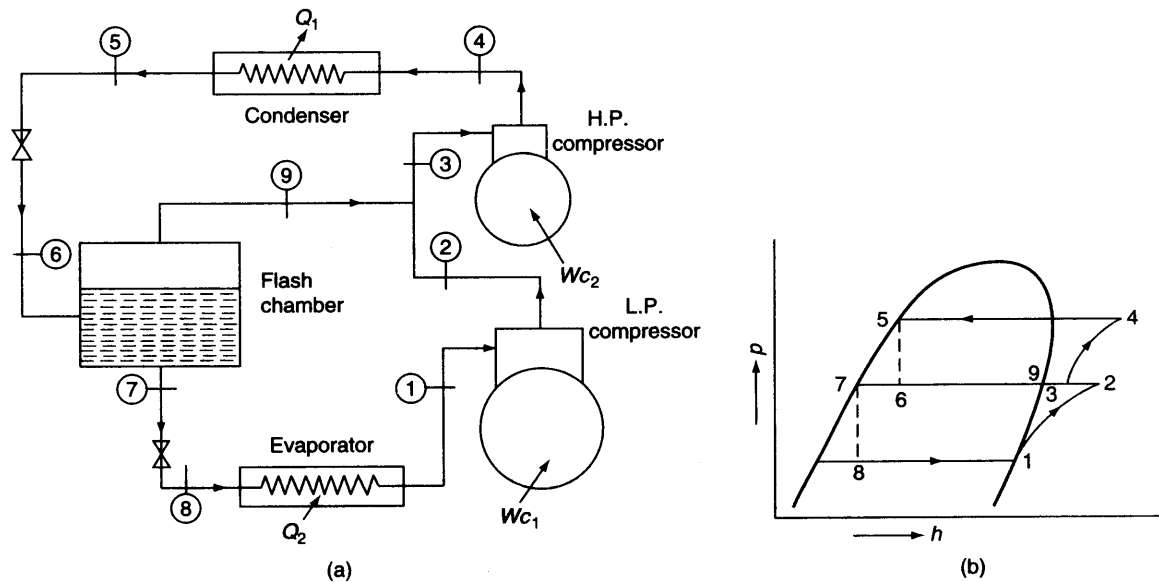 Q1
5
4
Condenser
H.P.
compressor
3
9
6
2
Wc2
Flash
chamber
L.P.
compressor
7
1
Evaporator
8
Q2
Wc1
(a)
p
5
4
7
6
9
3
2
8
1
h
(b)